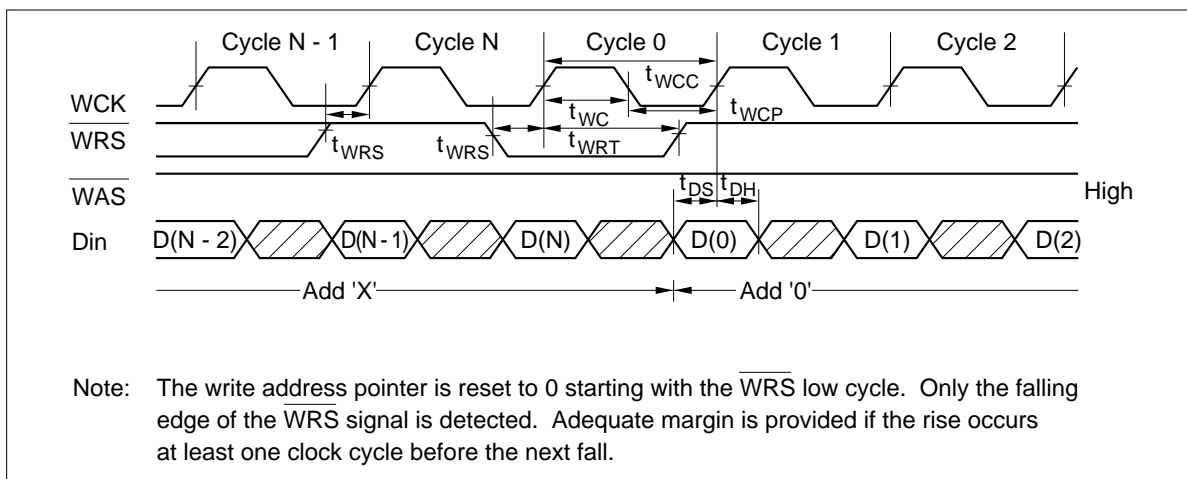 Cycle N - 1 Cycle N Cycle 0 Cycle 1 Cycle 2
tWCC
WCK
tWC tWCP
WRS
tWRS tWRS tWRT
tDS tDH
WAS High
Din D(N - 2) D(N - 1) D(N) D(0) D(1) D(2)
Add 'X' Add '0'
Note: The write address pointer is reset to 0 starting with the WRS low cycle. Only the falling
edge of the WRS signal is detected. Adequate margin is provided if the rise occurs
at least one clock cycle before the next fall.